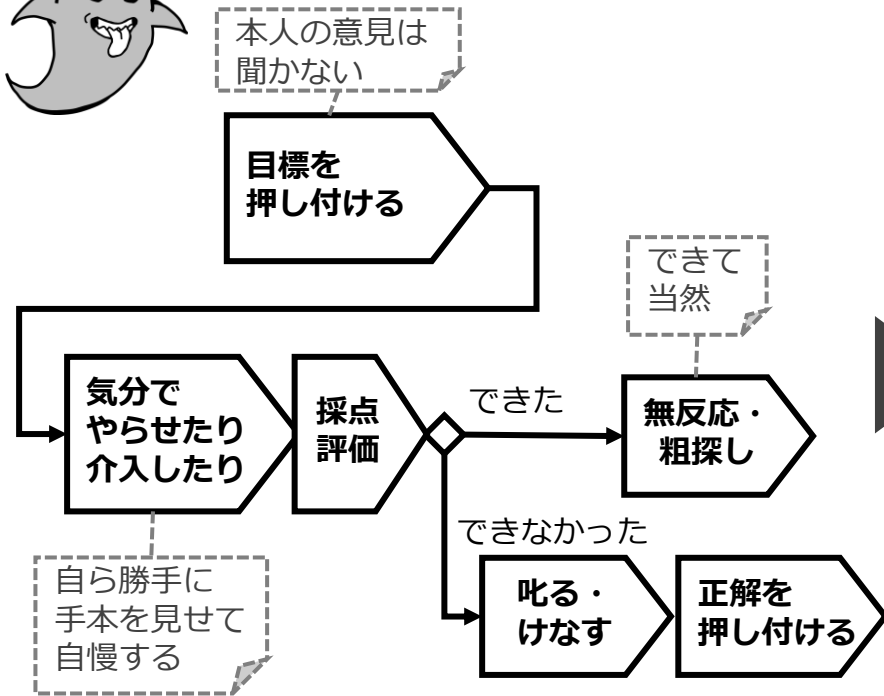 本人の意見は
聞かない
目標を
押し付ける
できて
当然
気分で
やらせたり
介入したり
採点
評価
できた
無反応・
粗探し
できなかった
自ら勝手に
手本を見せて
自慢する
叱る・
けなす
正解を
押し付ける